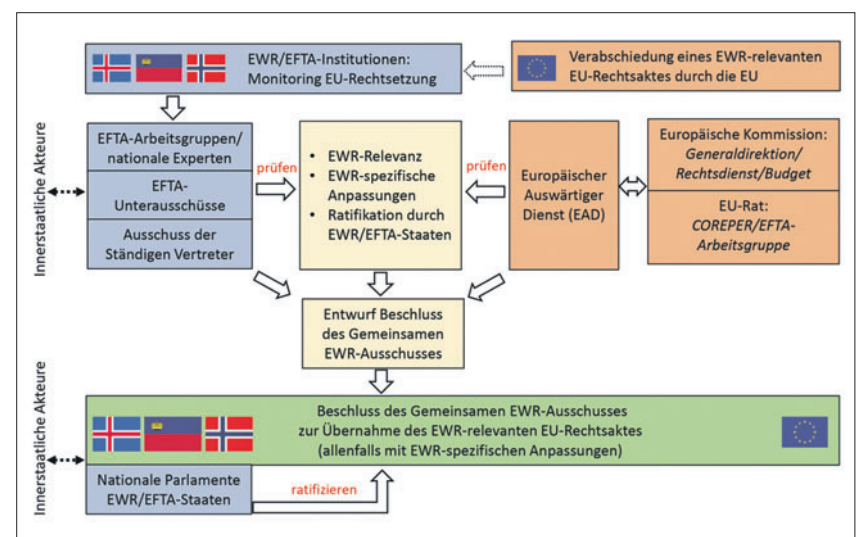 EWR/EFTA-Institutionen:
Monitoring EU-Rechtsetzung
Verabschiedung eines EWR-relevanten
EU-Rechtsaktes durch die EU
Innerstaatliche Akteure
EFTA-Arbeitsgruppen/
nationale Experten
EFTA-
Unterausschüsse
Ausschuss der
Ständigen Vertreter
prüfen
• EWR-Relevanz
• EWR-spezifische
Anpassungen
• Ratifikation durch
EWR/EFTA-Staaten
prüfen
Europäischer
Auswärtiger
Dienst (EAD)
Europäische Kommission:
Generaldirektion/
Rechtsdienst/Budget
EU-Rat:
COREPER/EFTA-
Arbeitsgruppe
Entwurf Beschluss
des Gemeinsamen
EWR-Ausschusses
Innerstaatliche Akteure
Beschluss des Gemeinsamen EWR-Ausschusses
zur Übernahme des EWR-relevanten EU-Rechtsaktes
(allenfalls mit EWR-spezifischen Anpassungen)
Nationale Parlamente
EWR/EFTA-Staaten
ratifizieren